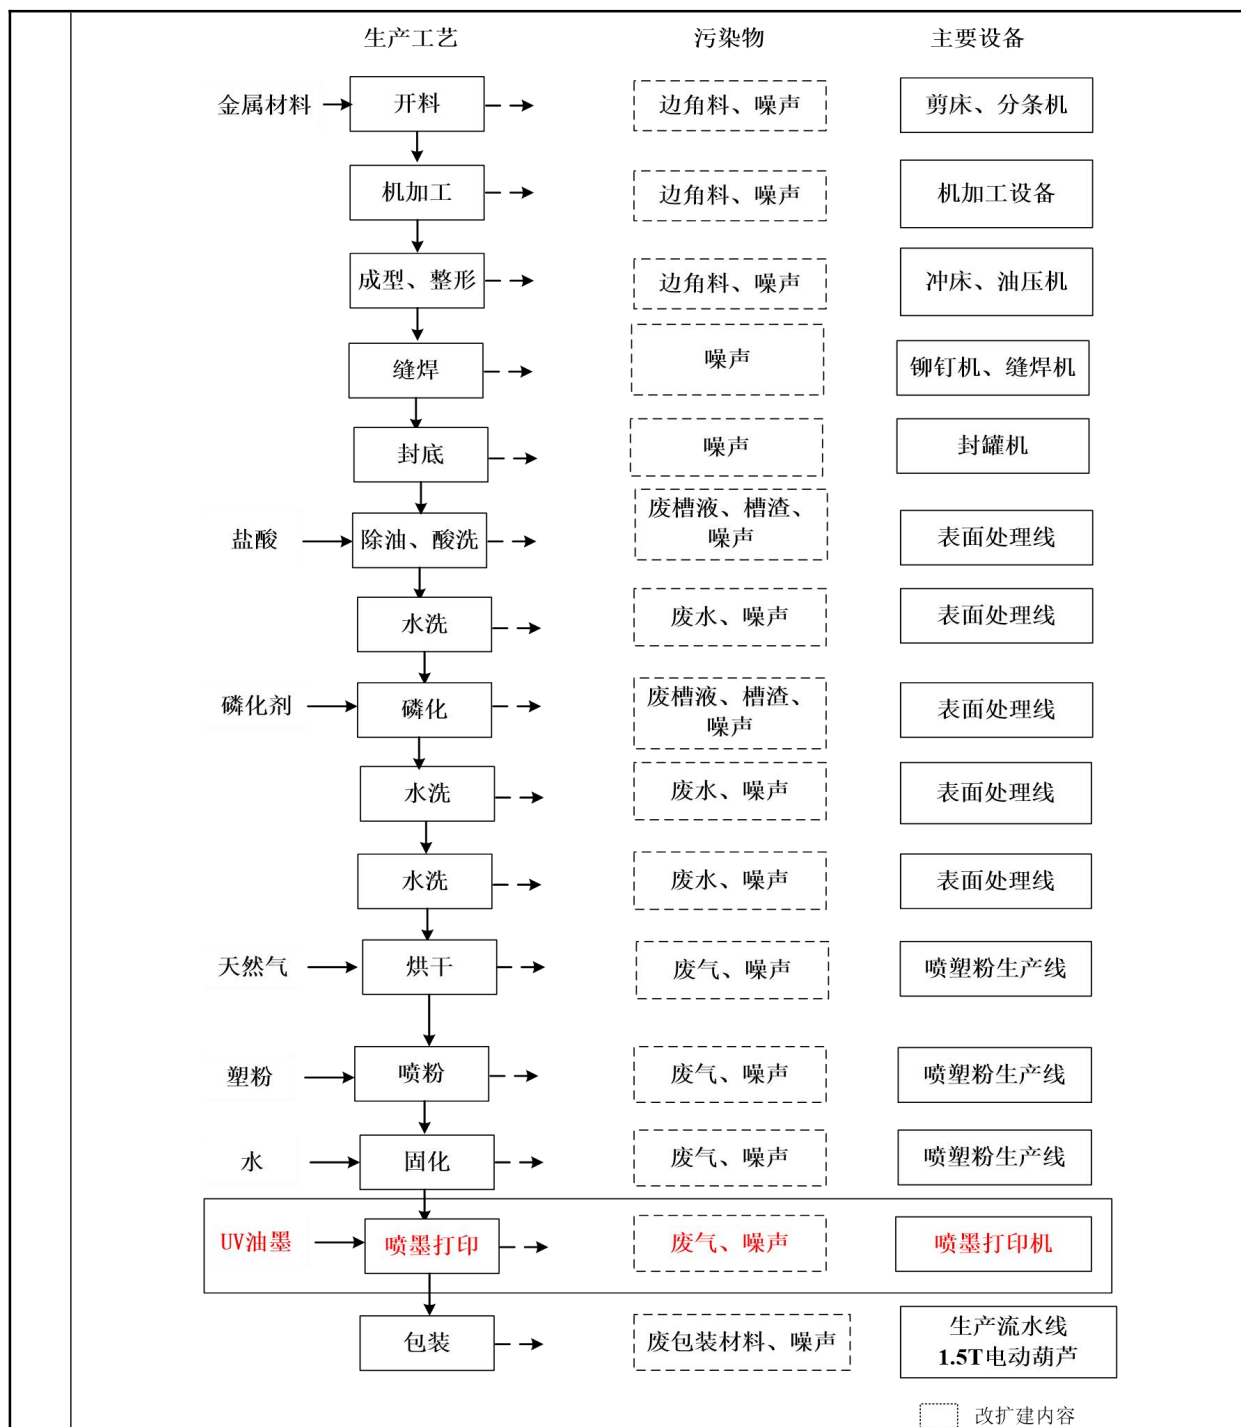 生产工艺 污染物 主要设备
金属材料 开料 边角料、噪声 剪床、分条机
机加工 边角料、噪声 机加工设备
成型、整形 边角料、噪声 冲床、油压机
缝焊 噪声 铆钉机、缝焊机
封底 噪声 封罐机
盐酸 除油、酸洗 废槽液、槽渣、
噪声 表面处理线
水洗 废水、噪声 表面处理线
磷化剂 磷化 废槽液、槽渣、
噪声 表面处理线
水洗 废水、噪声 表面处理线
水洗 废水、噪声 表面处理线
天然气 烘干 废气、噪声 喷塑粉生产线
塑粉 喷粉 废气、噪声 喷塑粉生产线
水 固化 废气、噪声 喷塑粉生产线
UV油墨 喷墨打印 废气、噪声 喷墨打印机
包装 废包装材料、噪声 生产流水线
1.5T电动葫芦
改扩建内容